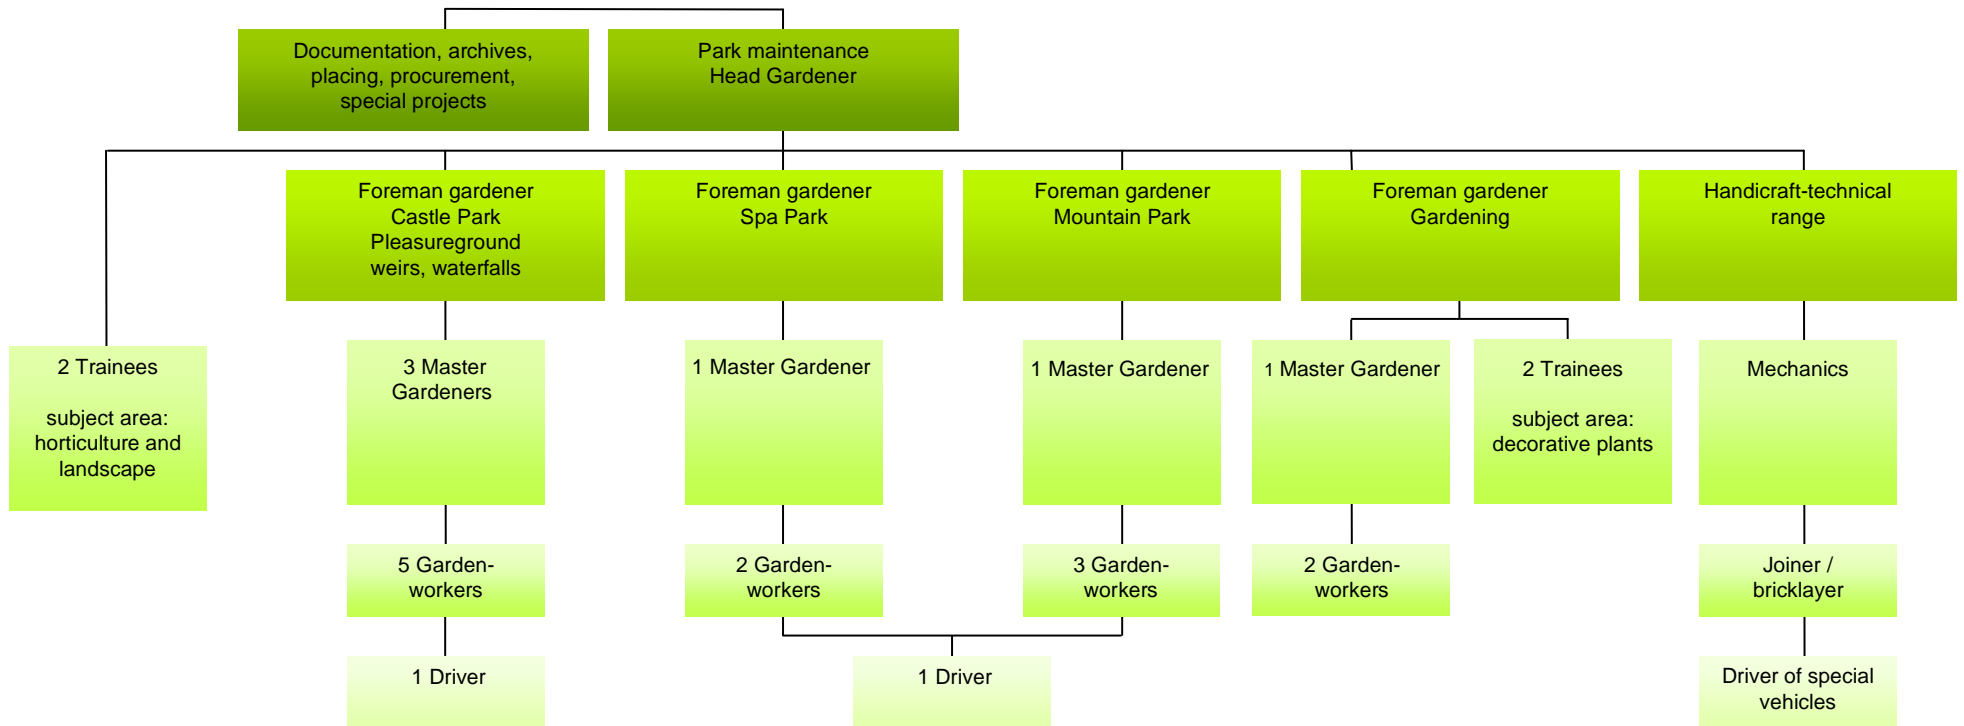 Documentation, archives,
placing, procurement,
special projects
Park maintenance
Head Gardener
Foreman gardener
Castle Park
Pleasureground
weirs, waterfalls
Foreman gardener
Spa Park
Foreman gardener
Mountain Park
Foreman gardener
Gardening
Handicraft-technical
range
2 Trainees
subject area:
horticulture and
landscape
3 Master
Gardeners
1 Master Gardener
1 Master Gardener
1 Master Gardener
2 Trainees
subject area:
decorative plants
Mechanics
5 Garden-
workers
2 Garden-
workers
3 Garden-
workers
2 Garden-
workers
Joiner /
bricklayer
1 Driver
1 Driver
Driver of special
vehicles